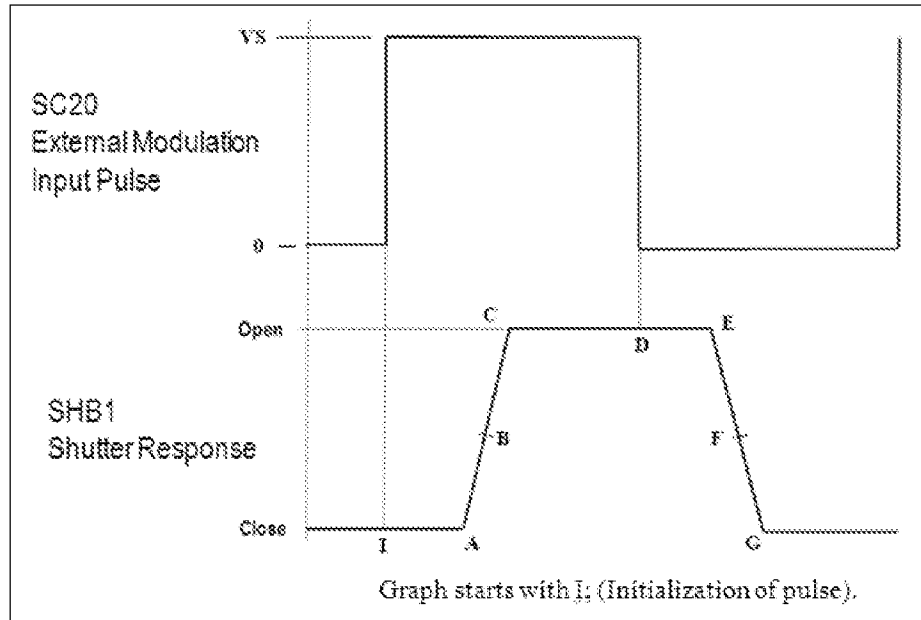 VS
SC20
External Modulation
Input Pulse
0
C
E
Open
D
SHB1
Shutter Response
B
F
Close
I
A
G
Graph starts with I; (Initialization of pulse).